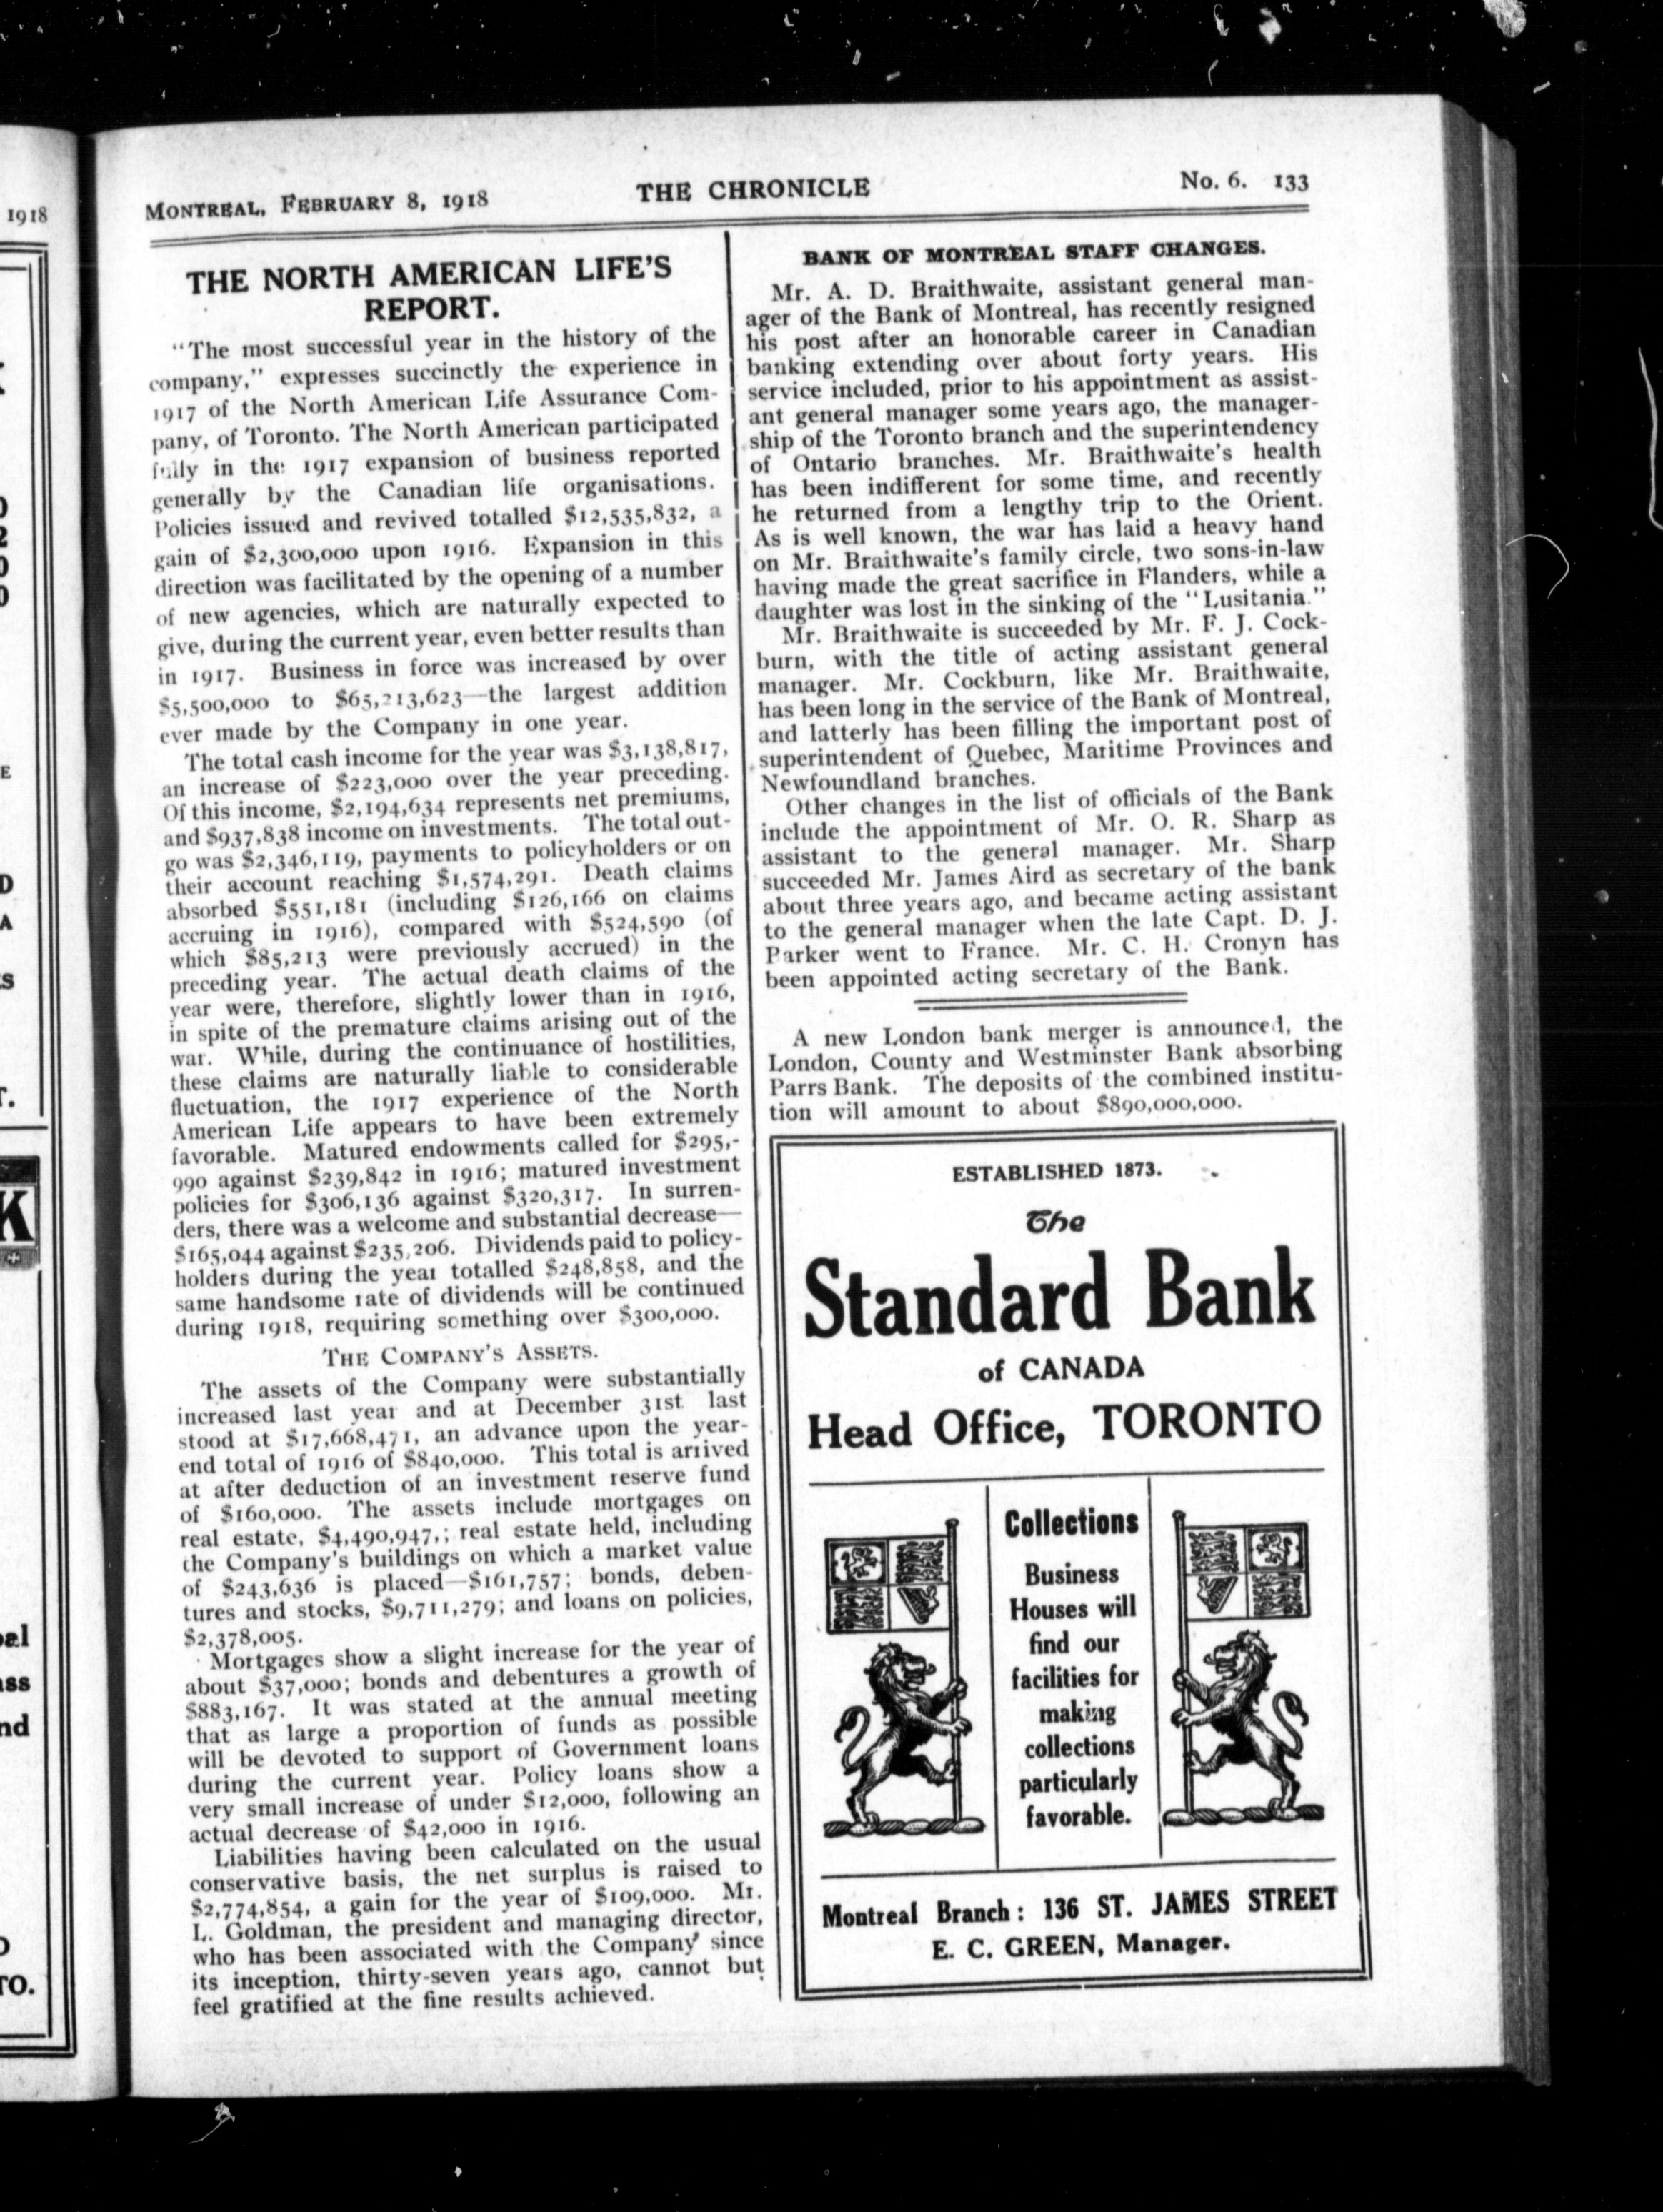 MONTREAL, FEBRUARY 8, 1918
THE CHRONICLE
No. 6. 133
THE NORTH AMERICAN LIFE'S
REPORT.
"The most successful year in the history of the
company," expresses succinctly the experience in
1917 of the North American Life Assurance Com-
pany, of Toronto. The North American participated
fully in the 1917 expansion of business reported
generally by the Canadian life organisations.
Policies issued and revived totalled $12,535,832, a
gain of $2,300,000 upon 1916. Expansion in this
direction was facilitated by the opening of a number
of new agencies, which are naturally expected to
give, during the current year, even better results than
in 1917. Business in force was increased by over
$5,500,000 to $65,213,623—the largest addition
ever made by the Company in one year.
The total cash income for the year was $3,138,817,
an increase of $223,000 over the year preceding.
Of this income, $2,194,634 represents net premiums,
and $937,838 income on investments. The total out-
go was $2,346,119, payments to policyholders or on
their account reaching $1,574,291. Death claims
absorbed $551,181 (including $126,166 on claims
accruing in 1916), compared with $524,590 (of
which $85,213 were previously accrued) in the
preceding year. The actual death claims of the
year were, therefore, slightly lower than in 1916,
in spite of the premature claims arising out of the
war. While, during the continuance of hostilities,
these claims are naturally liable to considerable
fluctuation, the 1917 experience of the North
American Life appears to have been extremely
favorable. Matured endowments called for $295,-
990 against $239,842 in 1916; matured investment
policies for $306,136 against $320,317. In surren-
ders, there was a welcome and substantial decrease—
$165,044 against $235,206. Dividends paid to policy-
holders during the year totalled $248,858, and the
same handsome rate of dividends will be continued
during 1918, requiring something over $300,000.
THE COMPANY'S ASSETS.
The assets of the Company were substantially
increased last year and at December 31st last
stood at $17,668,471, an advance upon the year-
end total of 1916 of $840,000. This total is arrived
at after deduction of an investment reserve fund
of $160,000. The assets include mortgages on
real estate, $4,490,947,; real estate held, including
the Company's buildings on which a market value
of $243,636 is placed—$161,757; bonds, deben-
tures and stocks, $9,711,279; and loans on policies,
$2,378,005.
Mortgages show a slight increase for the year of
about $37,000; bonds and debentures a growth of
$883,167. It was stated at the annual meeting
that as large a proportion of funds as possible
will be devoted to support of Government loans
during the current year. Policy loans show a
very small increase of under $12,000, following an
actual decrease of $42,000 in 1916.
Liabilities having been calculated on the usual
conservative basis, the net surplus is raised to
$2,774,854, a gain for the year of $109,000. Mr.
L. Goldman, the president and managing director,
who has been associated with the Company since
its inception, thirty-seven years ago, cannot but
feel gratified at the fine results achieved.
BANK OF MONTREAL STAFF CHANGES.
Mr. A. D. Braithwaite, assistant general man-
ager of the Bank of Montreal, has recently resigned
his post after an honorable career in Canadian
banking extending over about forty years. His
service included, prior to his appointment as assist-
ant general manager some years ago, the manager-
ship of the Toronto branch and the superintendency
of Ontario branches. Mr. Braithwaite's health
has been indifferent for some time, and recently
he returned from a lengthy trip to the Orient.
As is well known, the war has laid a heavy hand
on Mr. Braithwaite's family circle, two sons-in-law
having made the great sacrifice in Flanders, while a
daughter was lost in the sinking of the "Lusitania."
Mr. Braithwaite is succeeded by Mr. F. J. Cock-
burn, with the title of acting assistant general
manager. Mr. Cockburn, like Mr. Braithwaite,
has been long in the service of the Bank of Montreal,
and latterly has been filling the important post of
superintendent of Quebec, Maritime Provinces and
Newfoundland branches.
Other changes in the list of officials of the Bank
include the appointment of Mr. O. R. Sharp as
assistant to the general manager. Mr. Sharp
succeeded Mr. James Aird as secretary of the bank
about three years ago, and became acting assistant
to the general manager when the late Capt. D. J.
Parker went to France. Mr. C. H. Cronyn has
been appointed acting secretary of the Bank.
A new London bank merger is announced, the
London, County and Westminster Bank absorbing
Parrs Bank. The deposits of the combined institu-
tion will amount to about $890,000,000.
ESTABLISHED 1873.
The
Standard Bank
of CANADA
Head Office, TORONTO
Collections
Business
Houses will
find our
facilities for
making
collections
particularly
favorable.
Montreal Branch: 136 ST. JAMES STREET
E. C. GREEN, Manager.
1918